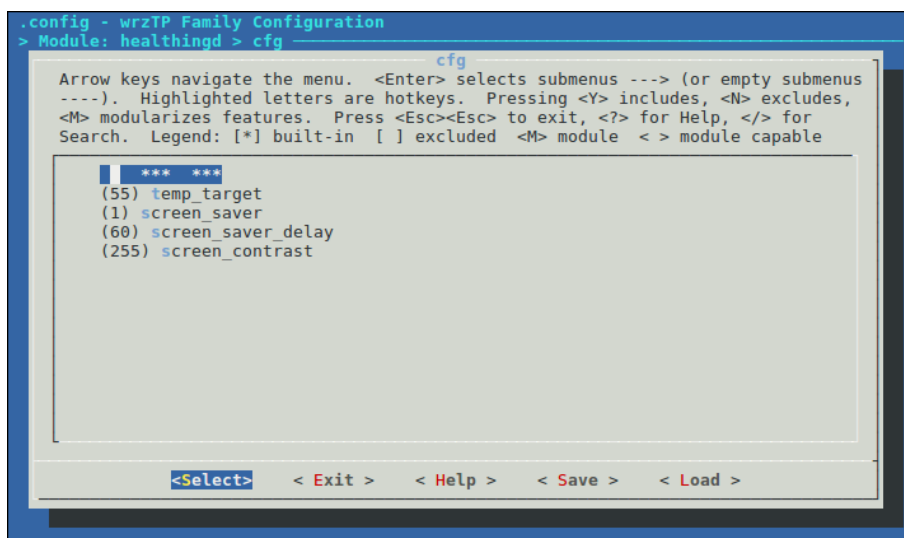 .config - wrzTP Family Configuration
> Module: healthingd > cfg
cfg
Arrow keys navigate the menu.  <Enter> selects submenus ---> (or empty submenus
----).  Highlighted letters are hotkeys.  Pressing <Y> includes, <N> excludes,
<M> modularizes features.  Press <Esc><Esc> to exit, <?> for Help, </> for
Search.  Legend: [*] built-in  [ ] excluded  <M> module  < > module capable
***  ***
(55) temp_target
(1) screen_saver
(60) screen_saver_delay
(255) screen_contrast
<Select>    < Exit >    < Help >    < Save >    < Load >